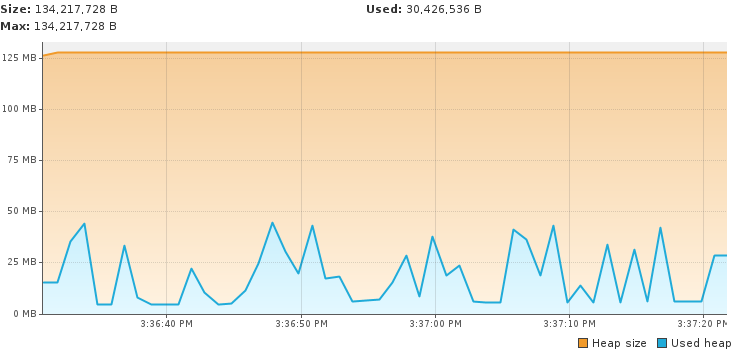 Size: 134,217,728 B
Used: 30,426,536 B
Max: 134,217,728 B
125 MB
100 MB
75 MB
50 MB
25 MB
0 MB
3:36:40 PM
3:36:50 PM
3:37:00 PM
3:37:10 PM
3:37:20 PM
Heap size
Used heap